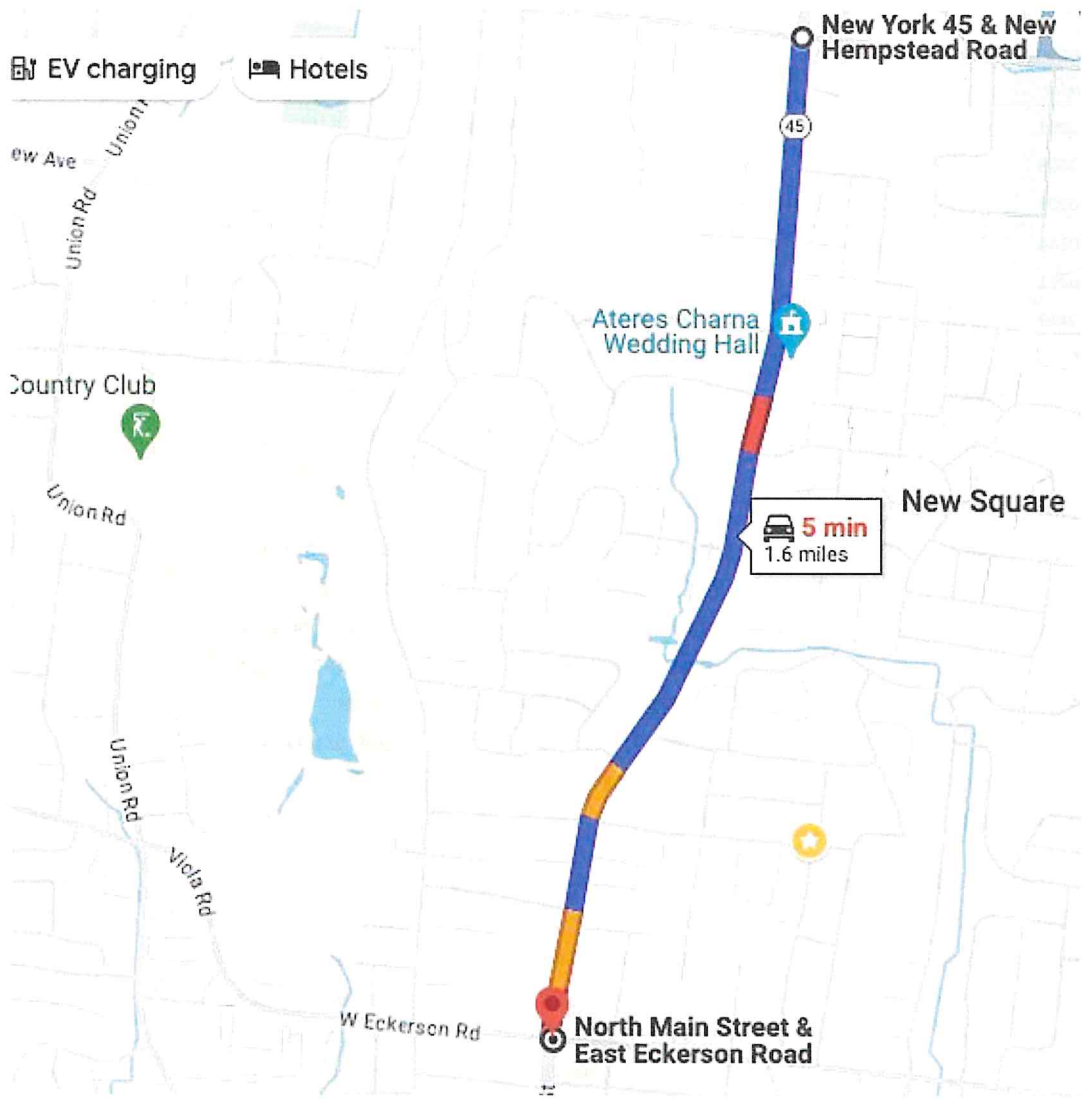 New York 45 & New
Hempstead Road
EV charging
Hotels
45
ew Ave
Union Rd
Ateres Charna
Wedding Hall
Country Club
Union Rd
New Square
5 min
1.6 miles
Union Rd
Viola Rd
W Eckerson Rd
North Main Street &
East Eckerson Road